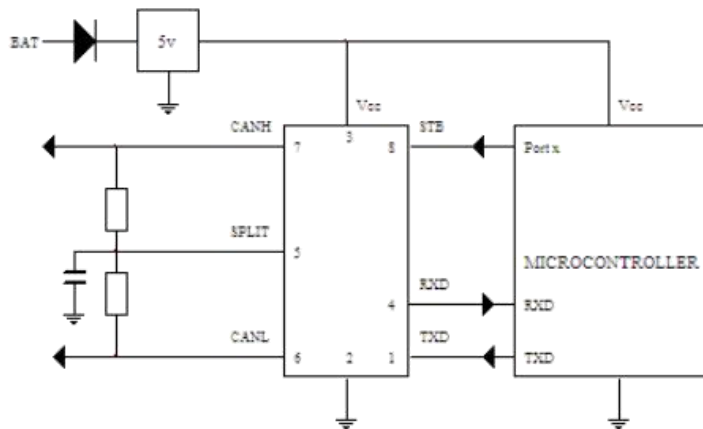 BAT
5v
Vcc
Vcc
CANH
7
3
8
STB
Port x
SPLIT
5
MICROCONTROLLER
RXD
4
RXD
CANL
6
2
1
TXD
TXD